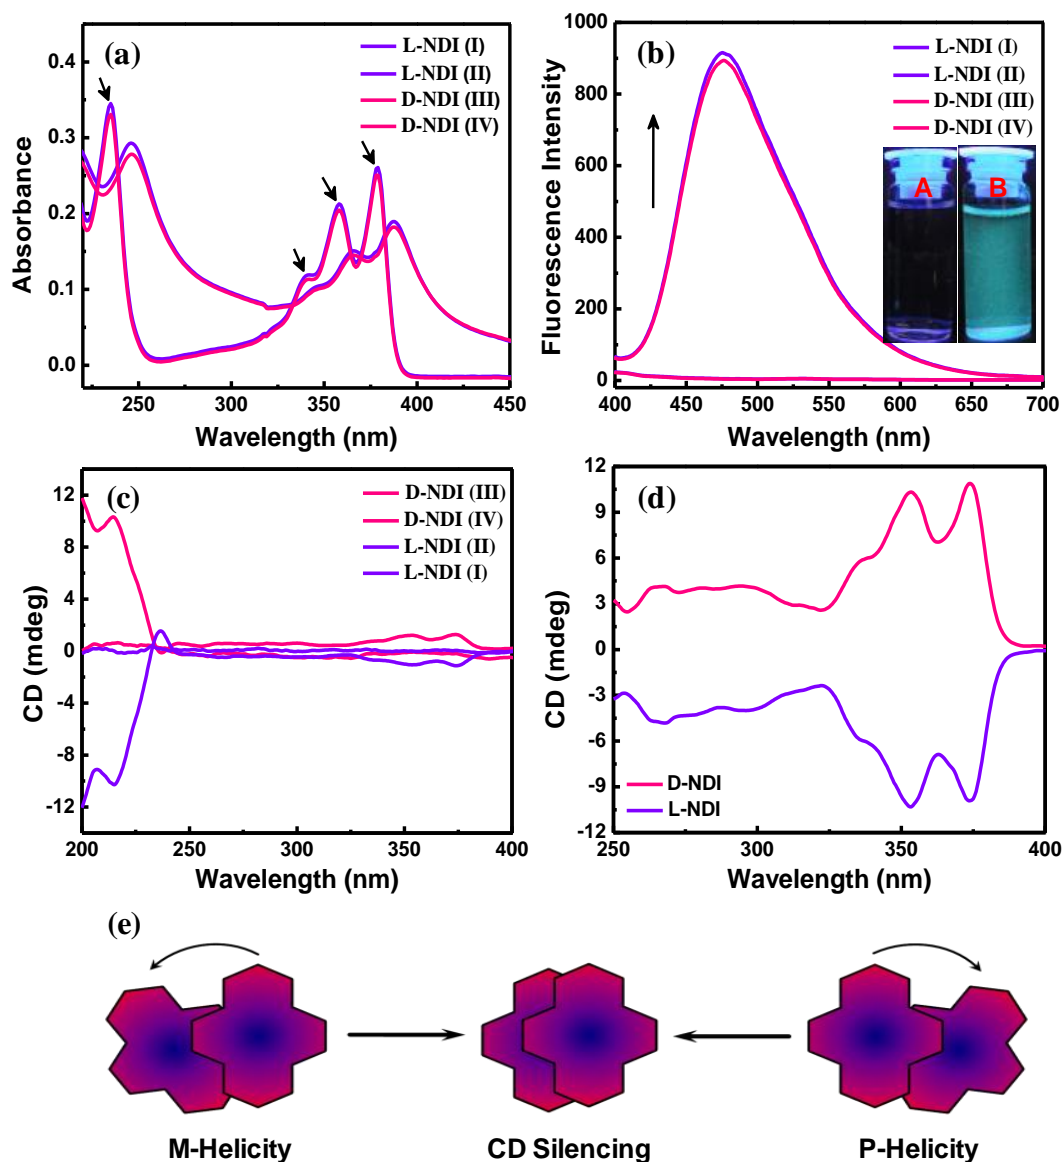 (a)
L-NDI (I)
L-NDI (II)
D-NDI (III)
D-NDI (IV)
0.4
0.3
0.2
0.1
0.0
Absorbance
250 300 350 400 450
Wavelength (nm)
(b)
L-NDI (I)
L-NDI (II)
D-NDI (III)
D-NDI (IV)
A B
1000
800
600
400
200
0
Fluorescence Intensity
400 450 500 550 600 650 700
Wavelength (nm)
(c)
D-NDI (III)
D-NDI (IV)
L-NDI (II)
L-NDI (I)
12
8
4
0
-4
-8
-12
CD (mdeg)
200 250 300 350 400
Wavelength (nm)
(d)
12
9
6
3
0
-3
-6
-9
-12
CD (mdeg)
D-NDI
L-NDI
250 300 350 400
Wavelength (nm)
(e)
M-Helicity CD Silencing P-Helicity